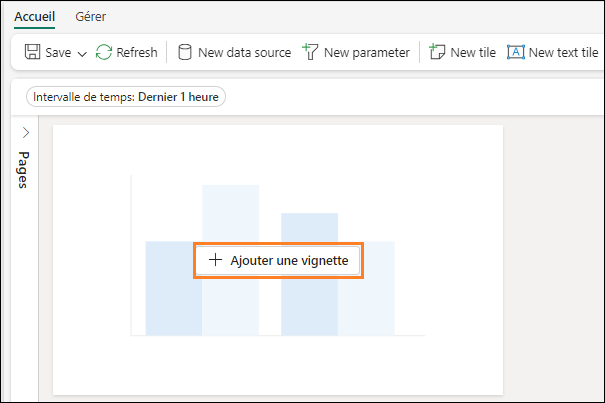 Accueil Gérer
Save Refresh New data source New parameter New tile New text tile
Intervalle de temps: Dernier 1 heure
Pages
Ajouter une vignette